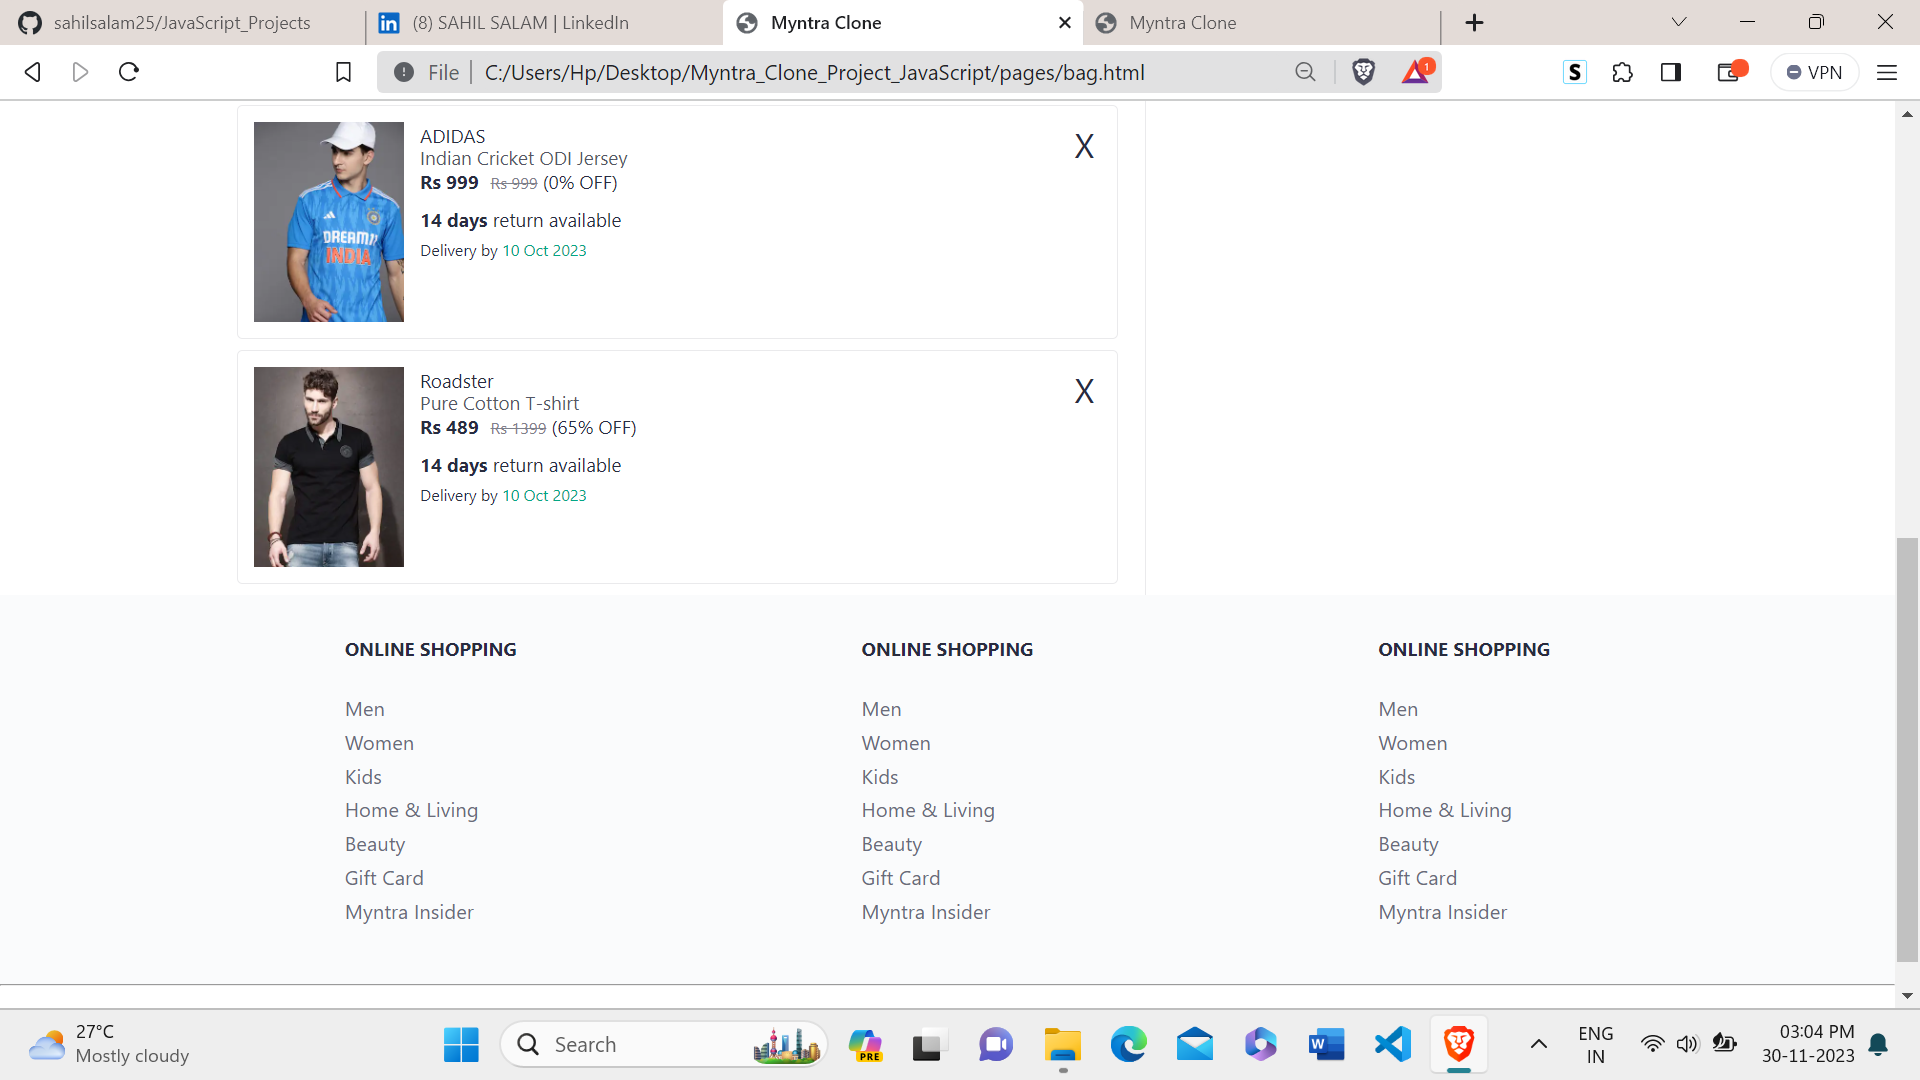 sahilsalam25/JavaScript_Projects
(8) SAHIL SALAM | LinkedIn
Myntra Clone
Myntra Clone
File
C:/Users/Hp/Desktop/Myntra_Clone_Project_JavaScript/pages/bag.html
1
S
VPN
ADIDAS
X
Indian Cricket ODI Jersey
Rs 999 Rs 999 (0% OFF)
14 days return available
Delivery by 10 Oct 2023
DREAM11
INDIA
Roadster
X
Pure Cotton T-shirt
Rs 489 Rs 1399 (65% OFF)
14 days return available
Delivery by 10 Oct 2023
ONLINE SHOPPING
Men
Women
Kids
Home & Living
Beauty
Gift Card
Myntra Insider
ONLINE SHOPPING
Men
Women
Kids
Home & Living
Beauty
Gift Card
Myntra Insider
ONLINE SHOPPING
Men
Women
Kids
Home & Living
Beauty
Gift Card
Myntra Insider
27°C
Mostly cloudy
Search
PRE
W
ENG
IN
03:04 PM
30-11-2023